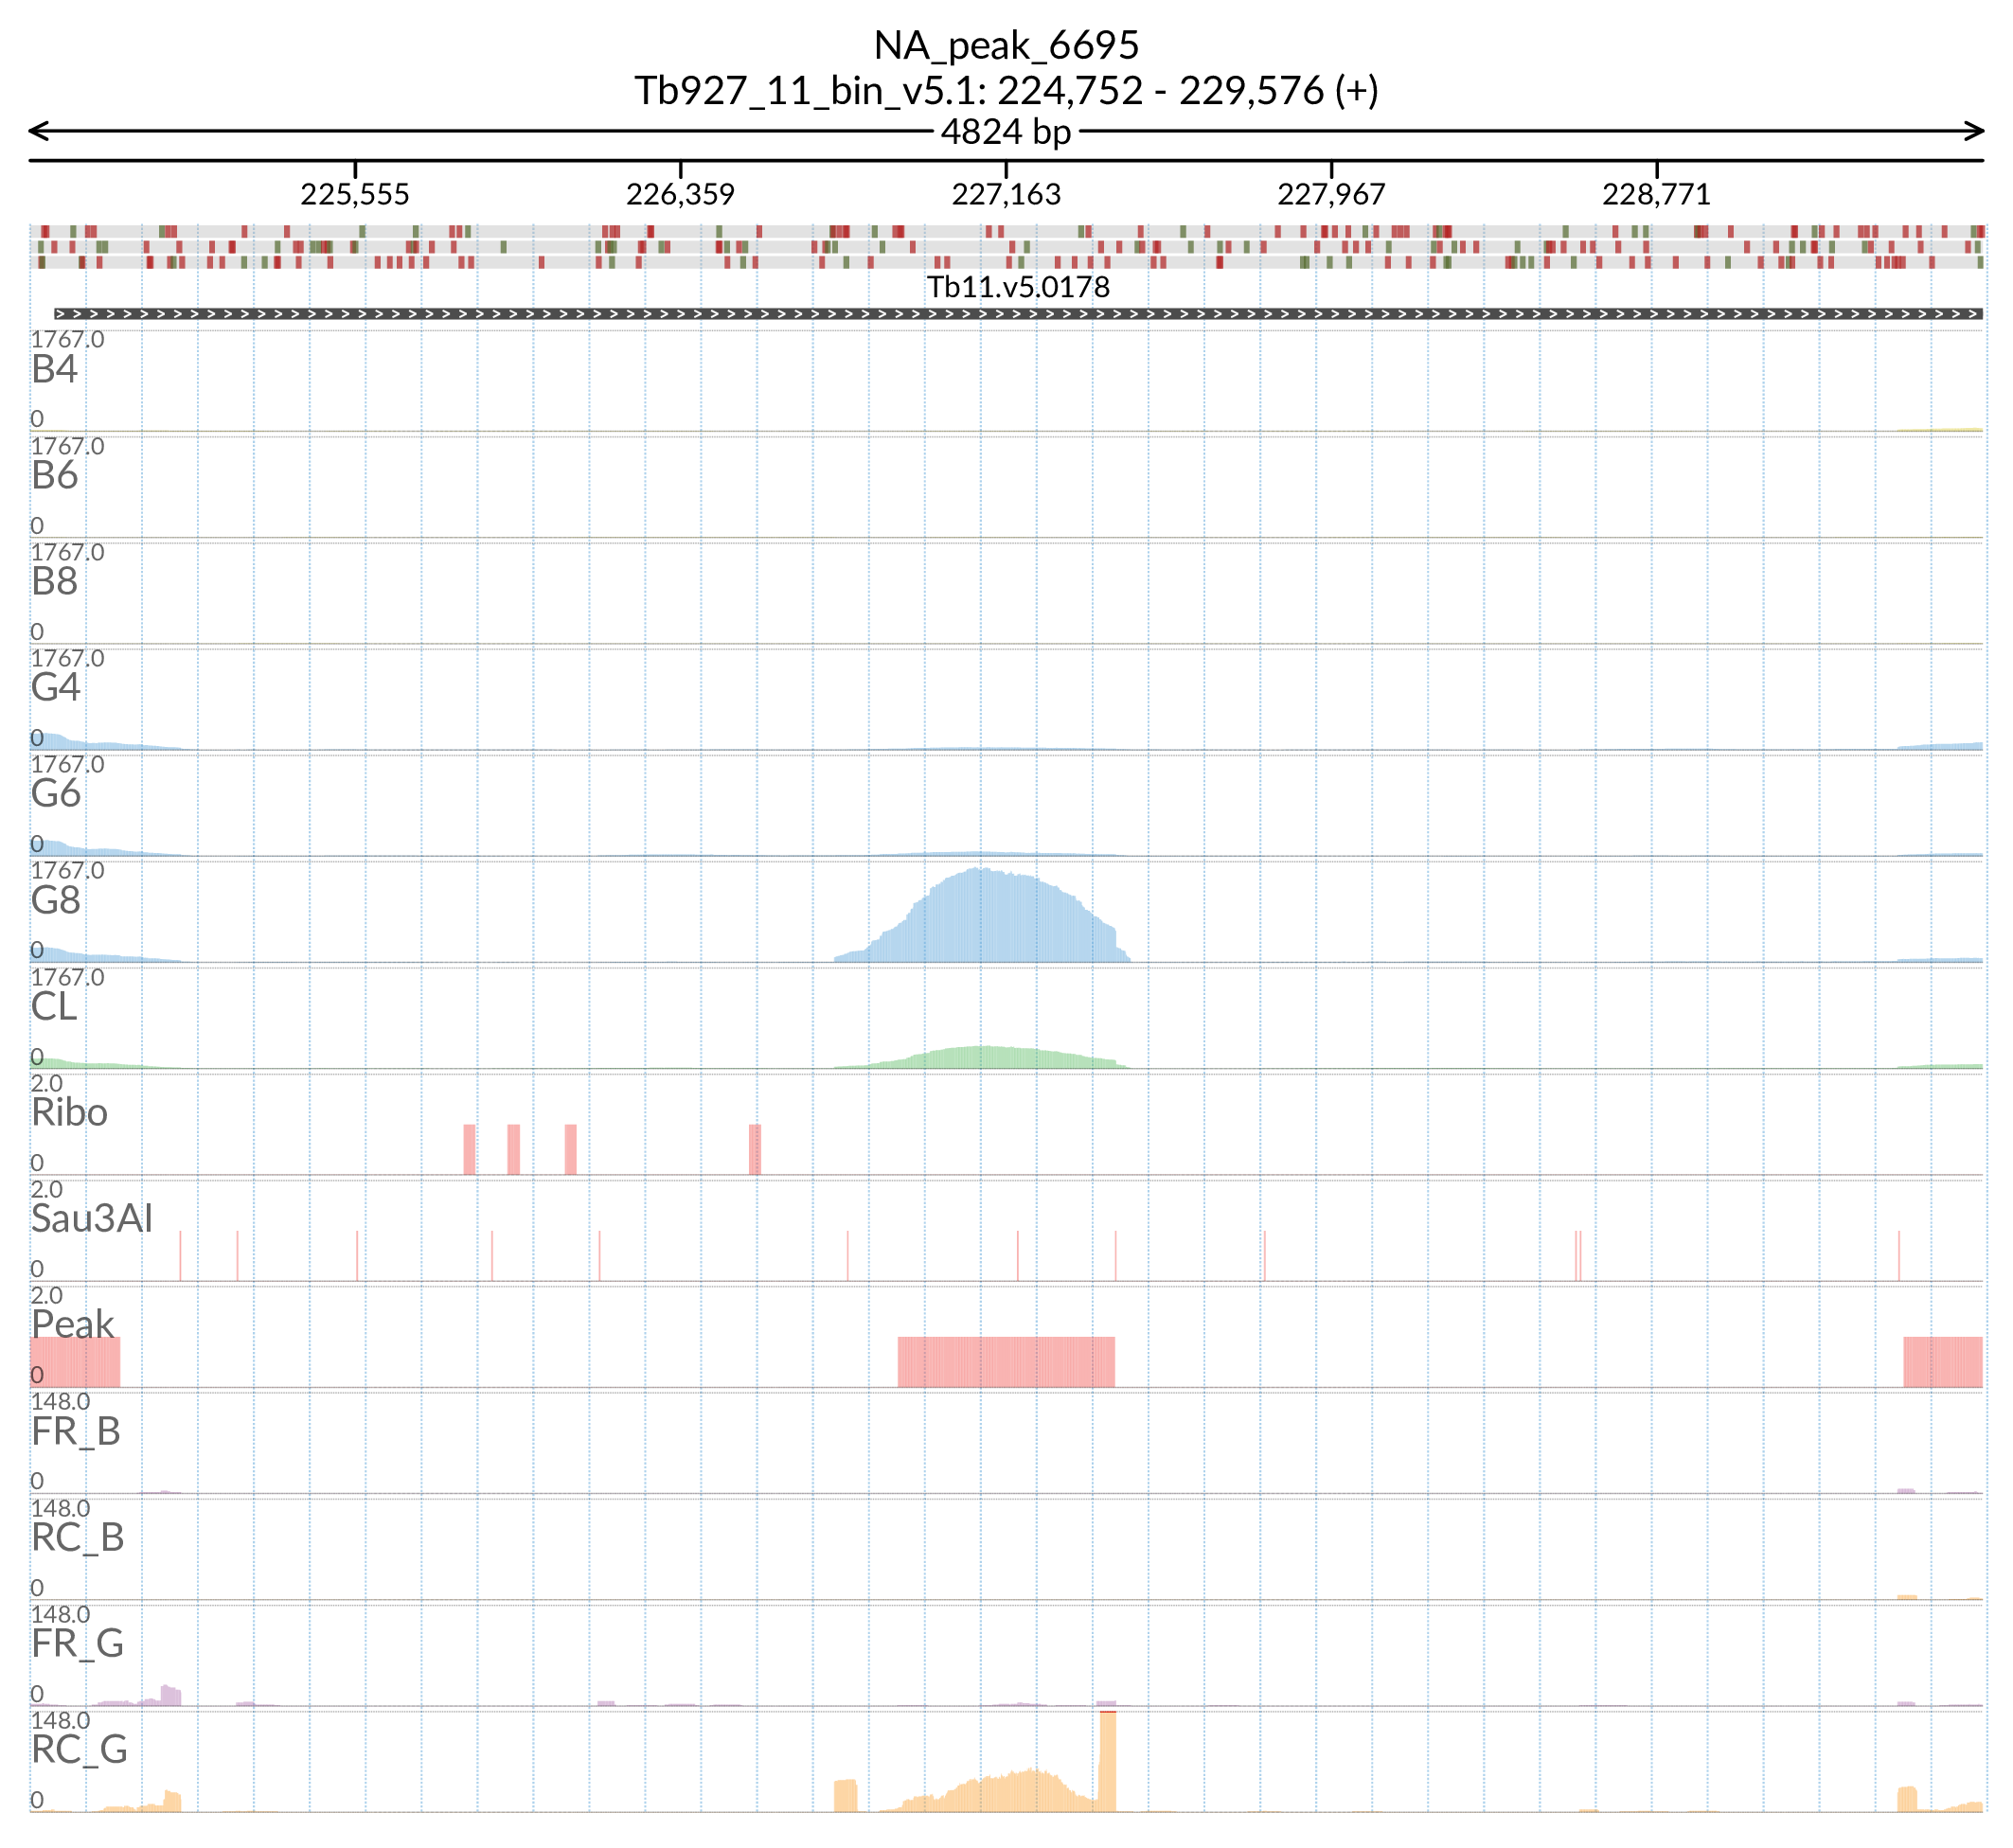 NA_peak_6695
Tb927_11_bin_v5.1: 224,752 - 229,576 (+)
4824 bp
225,555 226,359 227,163 227,967 228,771
Tb11.v5.0178
1767.0
B4
0
1767.0
B6
0
1767.0
B8
0
1767.0
G4
0
1767.0
G6
0
1767.0
G8
0
1767.0
CL
0
2.0
Ribo
0
2.0
Sau3AI
0
2.0
Peak
0
148.0
FR_B
0
148.0
RC_B
0
148.0
FR_G
0
148.0
RC_G
0